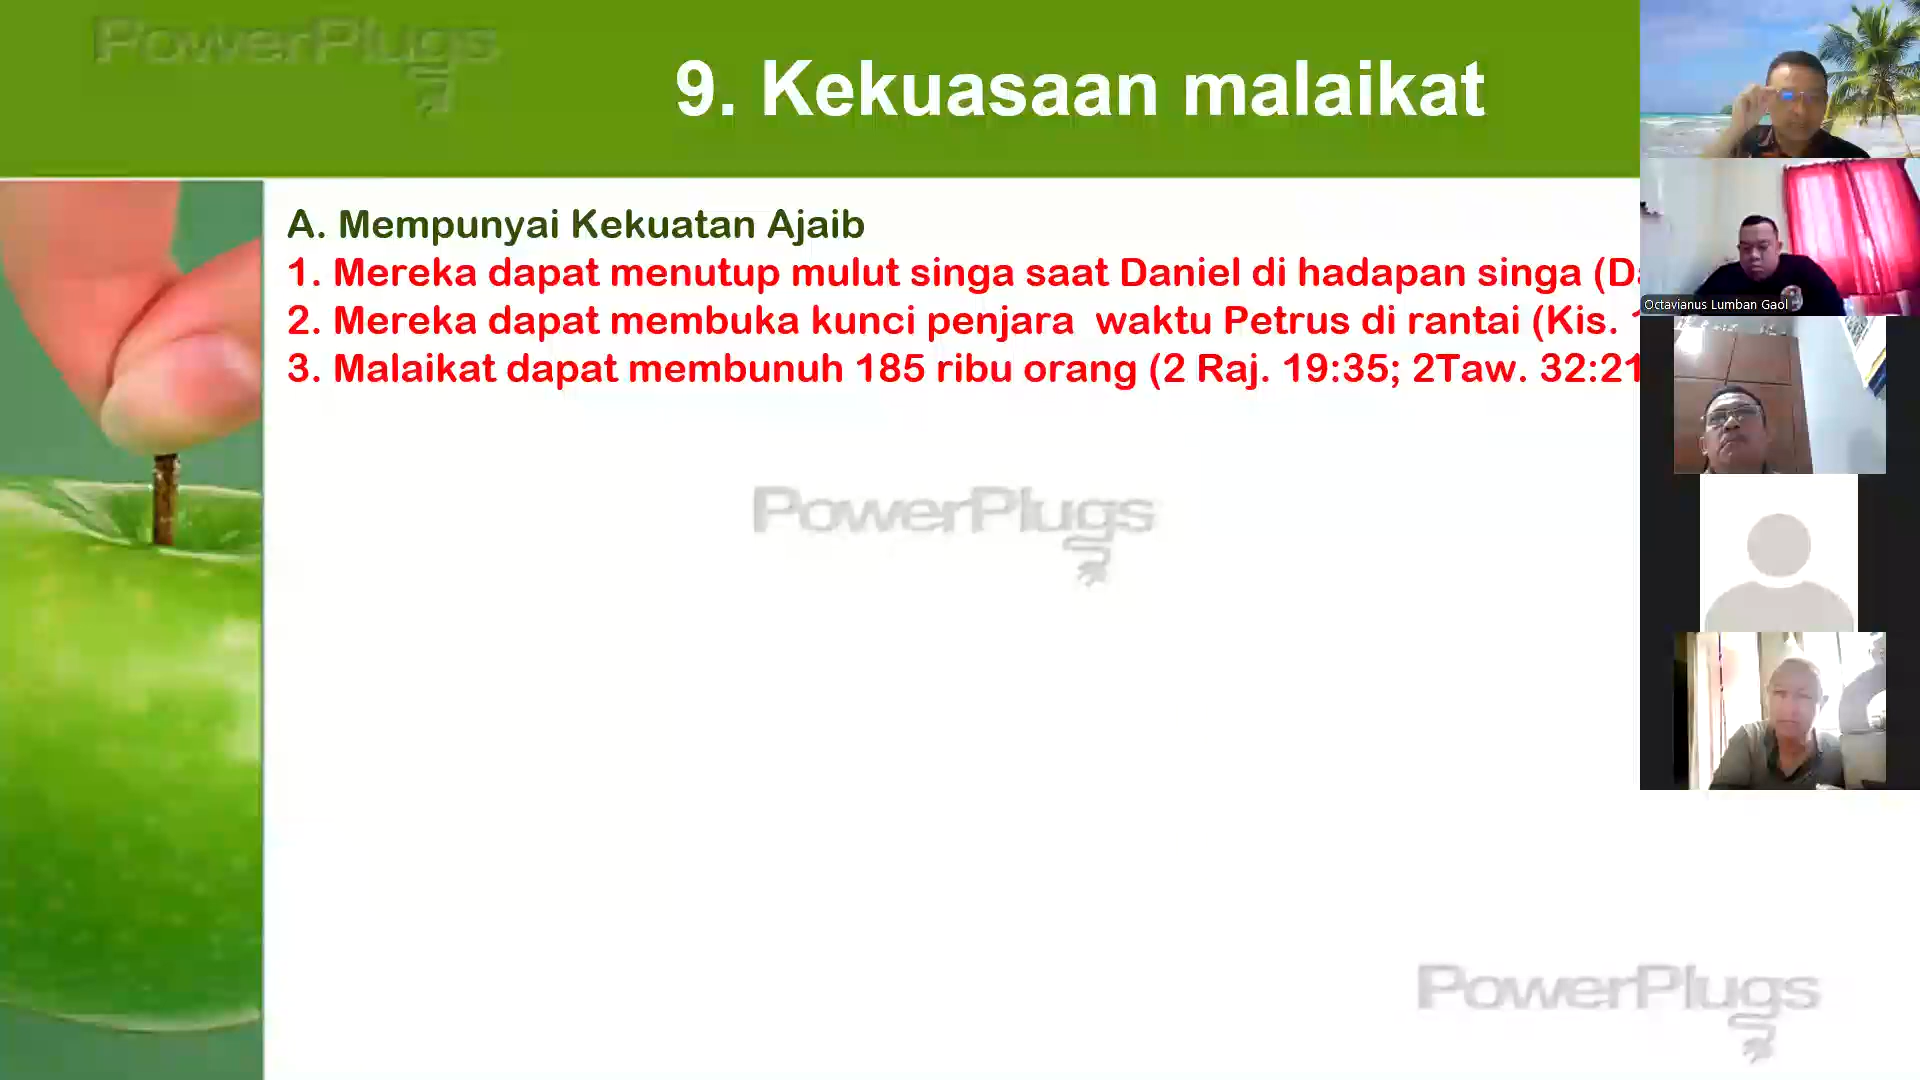 PowerPlugs
9. Kekuasaan malaikat
A. Mempunyai Kekuatan Ajaib
1. Mereka dapat menutup mulut singa saat Daniel di hadapan singa (D
2. Mereka dapat membuka kunci penjara waktu Petrus di rantai (Kis.
3. Malaikat dapat membunuh 185 ribu orang (2 Raj. 19:35; 2Taw. 32:21
Octavianus Lumban Gaol
PowerPlugs
PowerPlugs